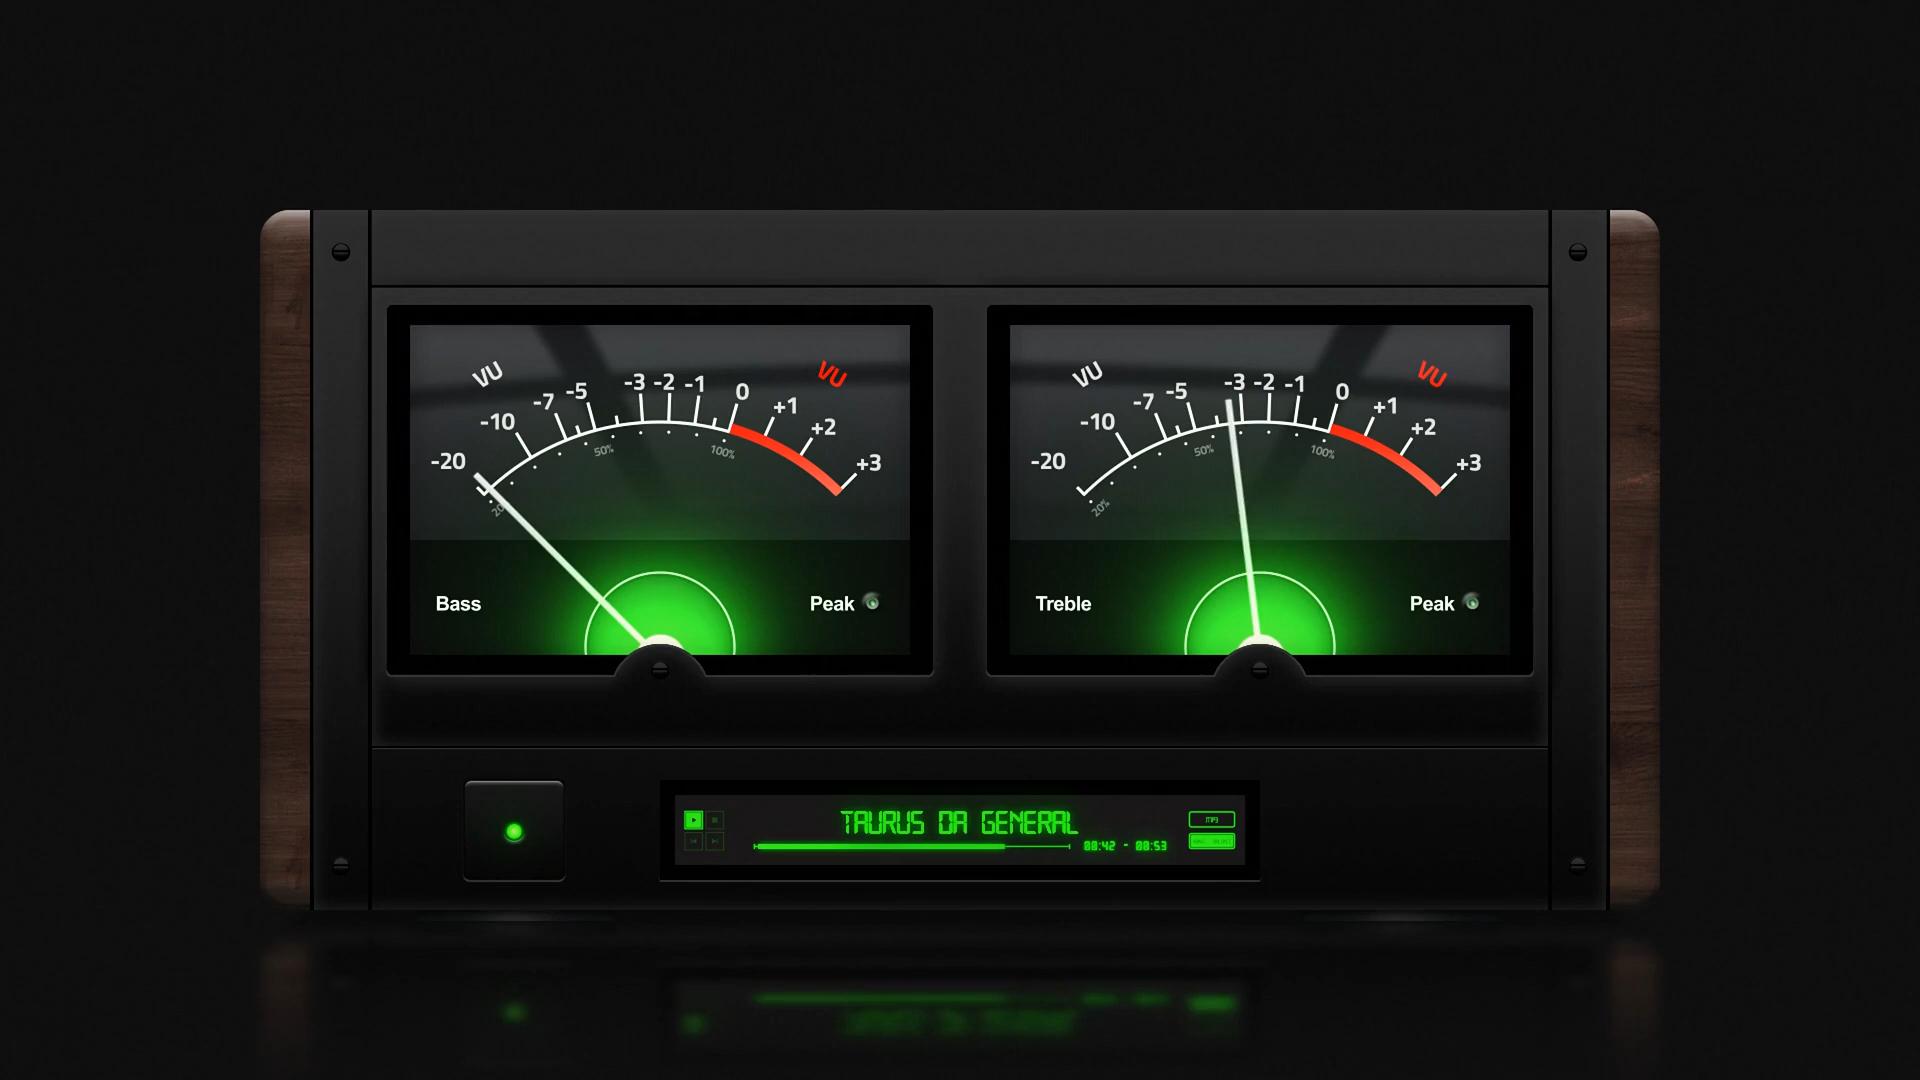 VU VU
-20 -10 -7 -5 -3 -2 -1 0 +1 +2 +3
20% 50% 100%
Bass Peak
VU VU
-20 -10 -7 -5 -3 -2 -1 0 +1 +2 +3
20% 50% 100%
Treble Peak
TAURUS DA GENERAL
00:42 - 00:53
MP3